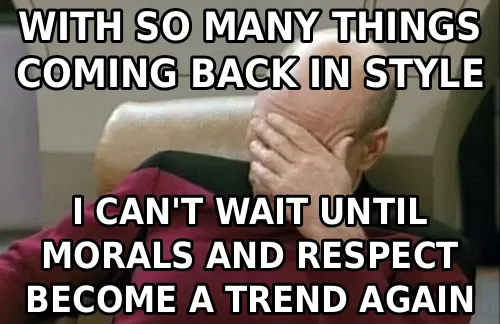 WITH SO MANY THINGS
COMING BACK IN STYLE
I CAN'T WAIT UNTIL
MORALS AND RESPECT
BECOME A TREND AGAIN